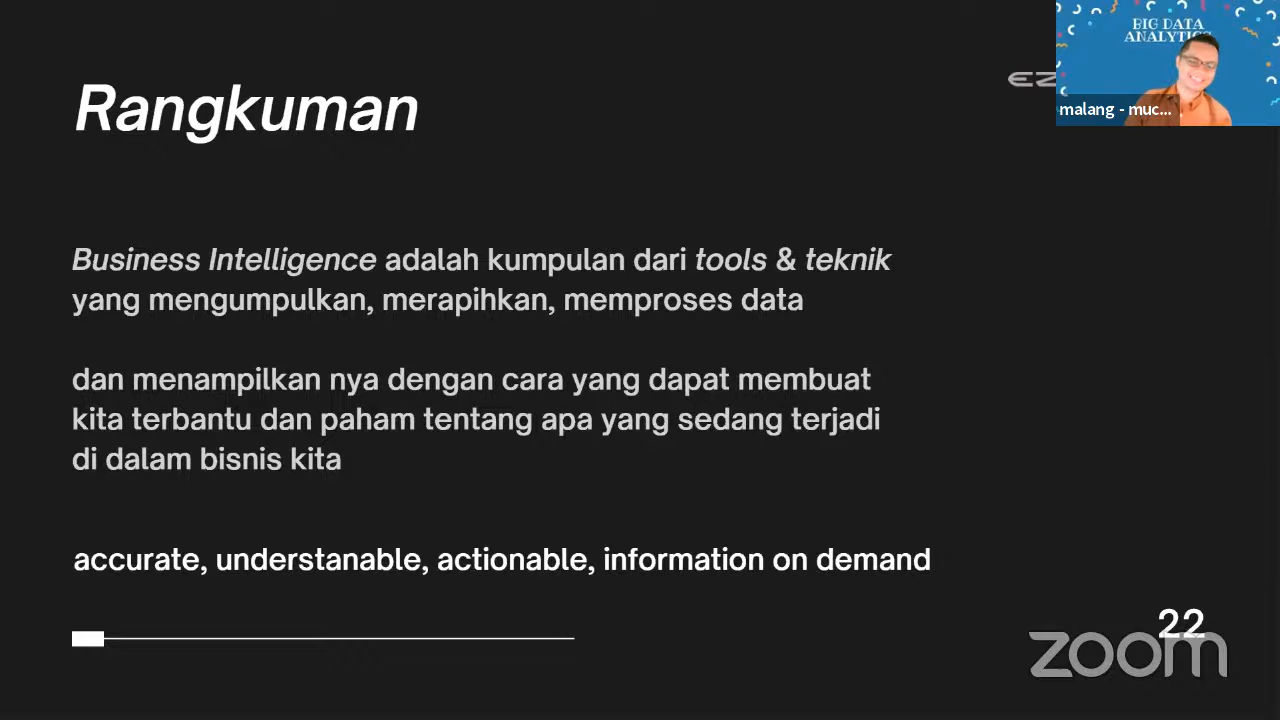 BIG DATA
ANALYTICS
EZ
malang - muc...
Rangkuman
Business Intelligence adalah kumpulan dari tools & teknik
yang mengumpulkan, merapihkan, memproses data
dan menampilkan nya dengan cara yang dapat membuat
kita terbantu dan paham tentang apa yang sedang terjadi
di dalam bisnis kita
accurate, understanable, actionable, information on demand
22
zoom